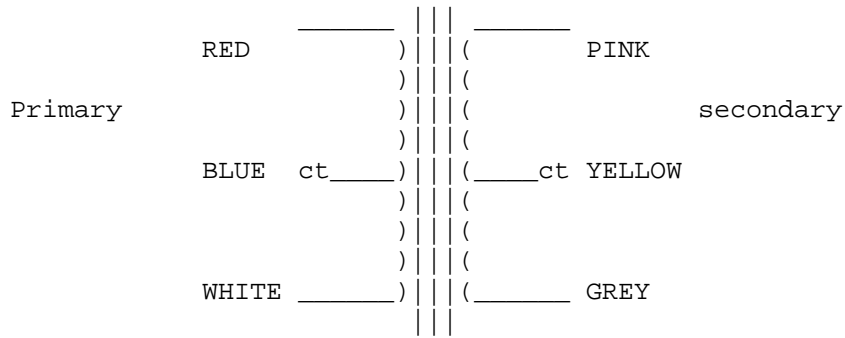 RED PINK
Primary secondary
BLUE ct ct YELLOW
WHITE GREY